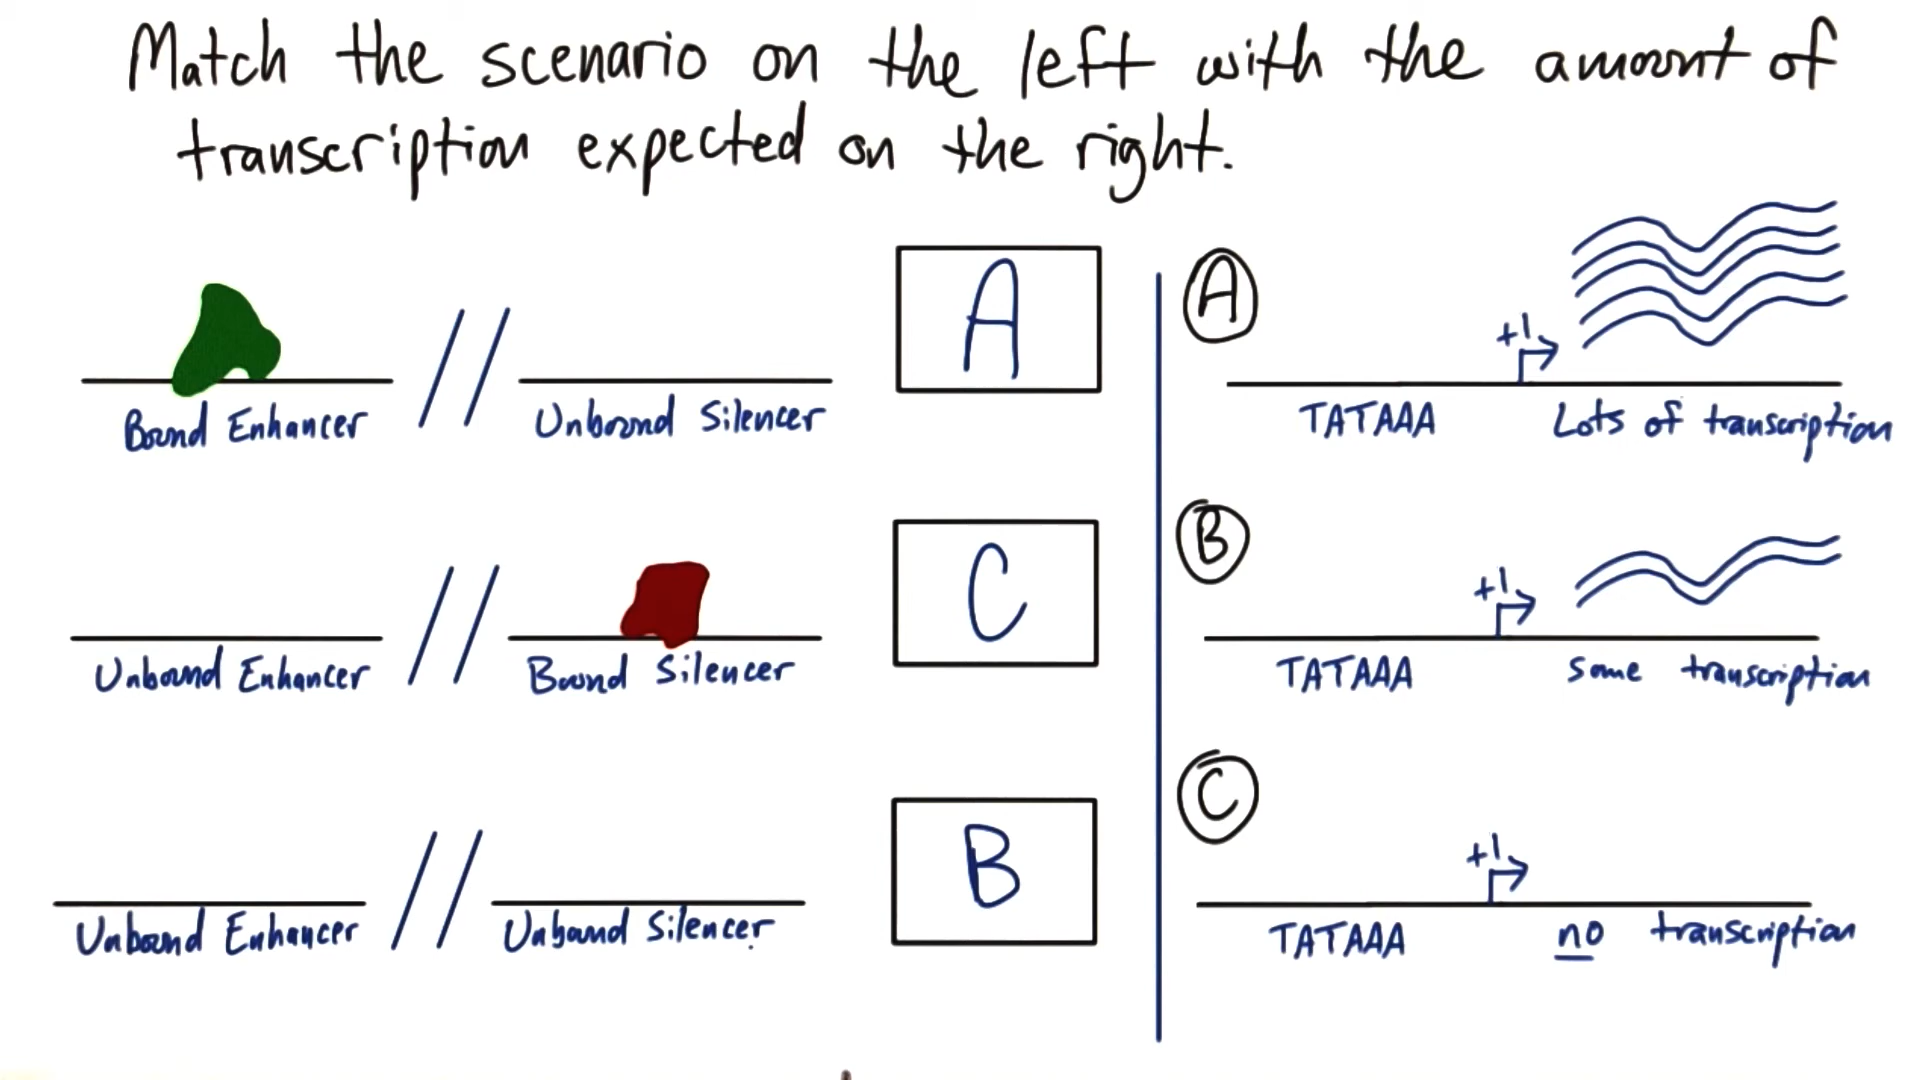 Match the scenario on the left with the amount of
transcription expected on the right.
A
A
+1
Bound Enhancer // Unbound Silencer
TATAAA Lots of transcription
C
B
+1
Unbound Enhancer // Bound Silencer
TATAAA some transcription
B
C
+1
Unbound Enhancer // Unbound Silencer
TATAAA no transcription